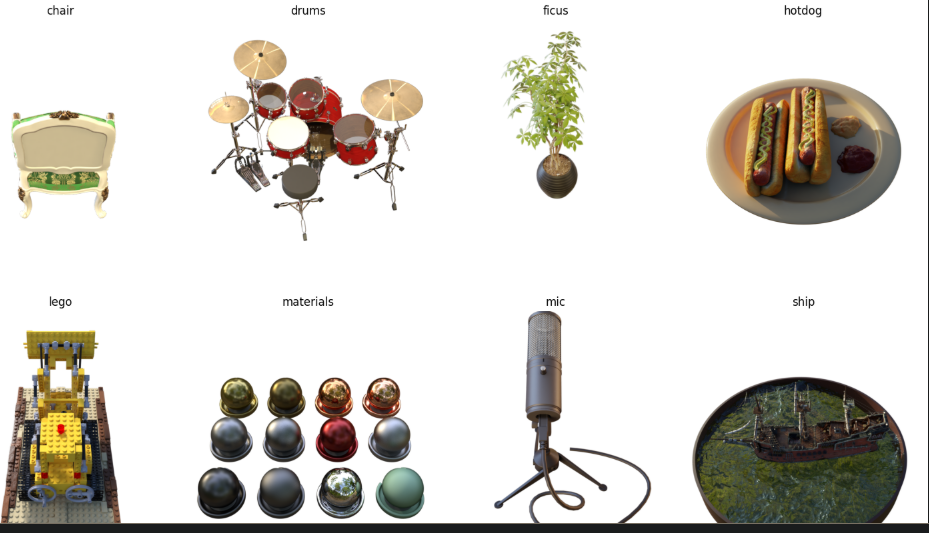 chair
drums
ficus
hotdog
lego
materials
mic
ship